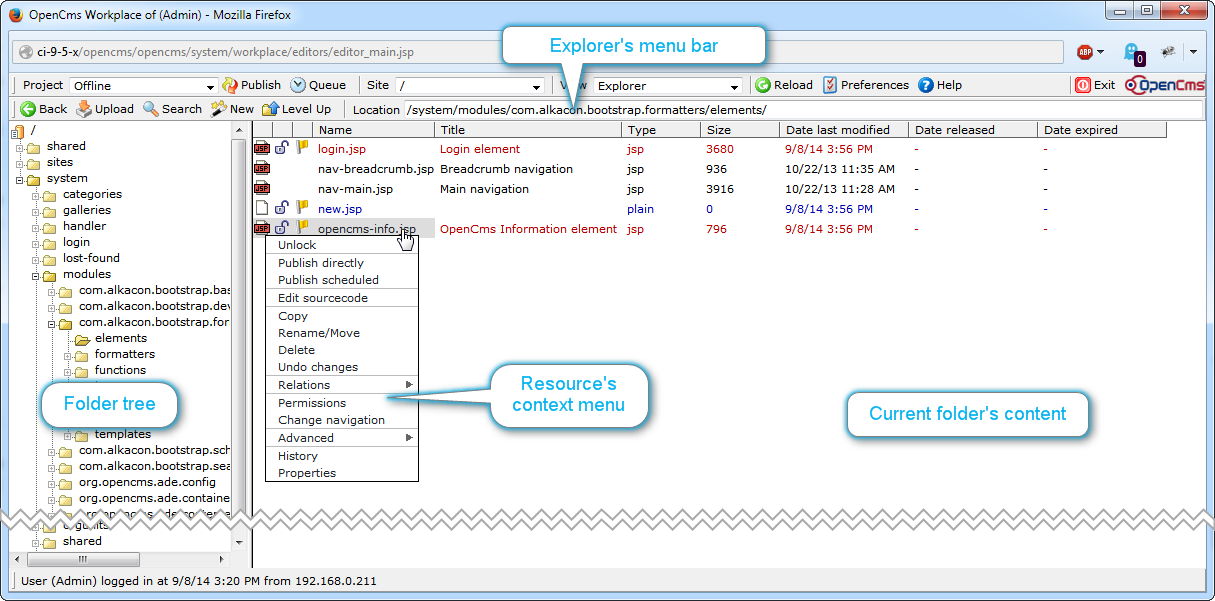 OpenCms Workplace of (Admin) - Mozilla Firefox
ci-9-5-x/opencms/opencms/system/workplace/editors/editor_main.jsp
ABP
0
Explorer's menu bar
Project Offline Publish Queue Site / Explorer Reload Preferences Help Exit OpenCms
Back Upload Search New Level Up Location /system/modules/com.alkacon.bootstrap.formatters/elements/
/
shared
sites
system
categories
galleries
handler
login
lost-found
modules
com.alkacon.bootstrap.bas
com.alkacon.bootstrap.dev
com.alkacon.bootstrap.for
elements
formatters
functions
Folder tree
templates
com.alkacon.bootstrap.sch
com.alkacon.bootstrap.sea
org.opencms.ade.config
org.opencms.ade.containe
shared
Name Title Type Size Date last modified Date released Date expired
JSP login.jsp Login element jsp 3680 9/8/14 3:56 PM - -
JSP nav-breadcrumb.jsp Breadcrumb navigation jsp 936 10/22/13 11:35 AM - -
JSP nav-main.jsp Main navigation jsp 3916 10/22/13 11:28 AM - -
new.jsp plain 0 9/8/14 3:56 PM - -
JSP opencms-info.jsp OpenCms Information element jsp 796 9/8/14 3:56 PM - -
Unlock
Publish directly
Publish scheduled
Edit sourcecode
Copy
Rename/Move
Delete
Undo changes
Relations
Permissions
Change navigation
Advanced
History
Properties
Resource's
context menu
Current folder's content
User (Admin) logged in at 9/8/14 3:20 PM from 192.168.0.211